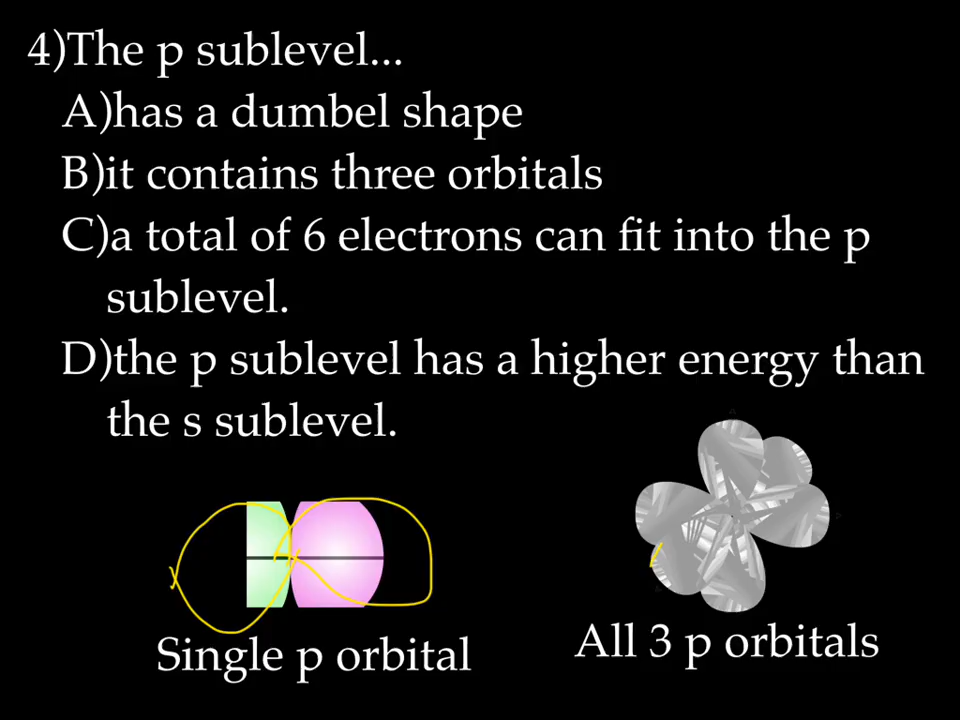 4)The p sublevel...
A)has a dumbel shape
B)it contains three orbitals
C)a total of 6 electrons can fit into the p
sublevel.
D)the p sublevel has a higher energy than
the s sublevel.
Single p orbital
All 3 p orbitals